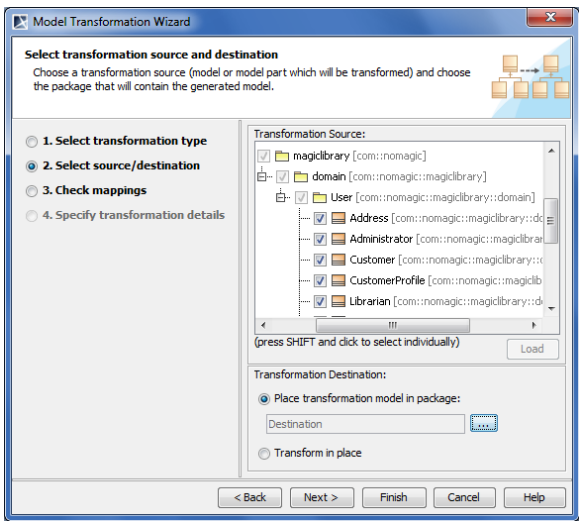 Model Transformation Wizard
Select transformation source and destination
Choose a transformation source (model or model part which will be transformed) and choose
the package that will contain the generated model.
1. Select transformation type
2. Select source/destination
3. Check mappings
4. Specify transformation details
Transformation Source:
magiclibrary [com::nomagic]
domain [com::nomagic::magiclibrary]
User [com::nomagic::magiclibrary::domain]
Address [com::nomagic::magiclibrary::do
Administrator [com::nomagic::magiclibrar
Customer [com::nomagic::magiclibrary::
CustomerProfile [com::nomagic::magiclib
Librarian [com::nomagic::magiclibrary::d
(press SHIFT and click to select individually)
Load
Transformation Destination:
Place transformation model in package:
Destination
...
Transform in place
< Back
Next >
Finish
Cancel
Help